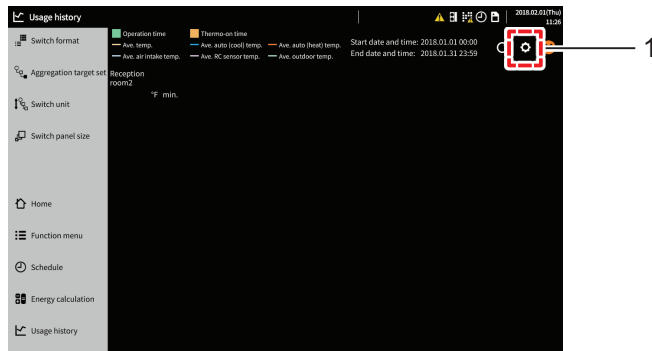 Usage history
2018.02.01(Thu)
11:26
Switch format
Aggregation target set
Switch unit
Switch panel size
Home
Function menu
Schedule
Energy calculation
Usage history
Operation time Thermo-on time
Ave. temp. Ave. auto (cool) temp. Ave. auto (heat) temp.
Ave. air intake temp. Ave. RC sensor temp. Ave. outdoor temp.
Start date and time: 2018.01.01 00:00
End date and time: 2018.01.31 23:59
Reception
room2
°F min.
1